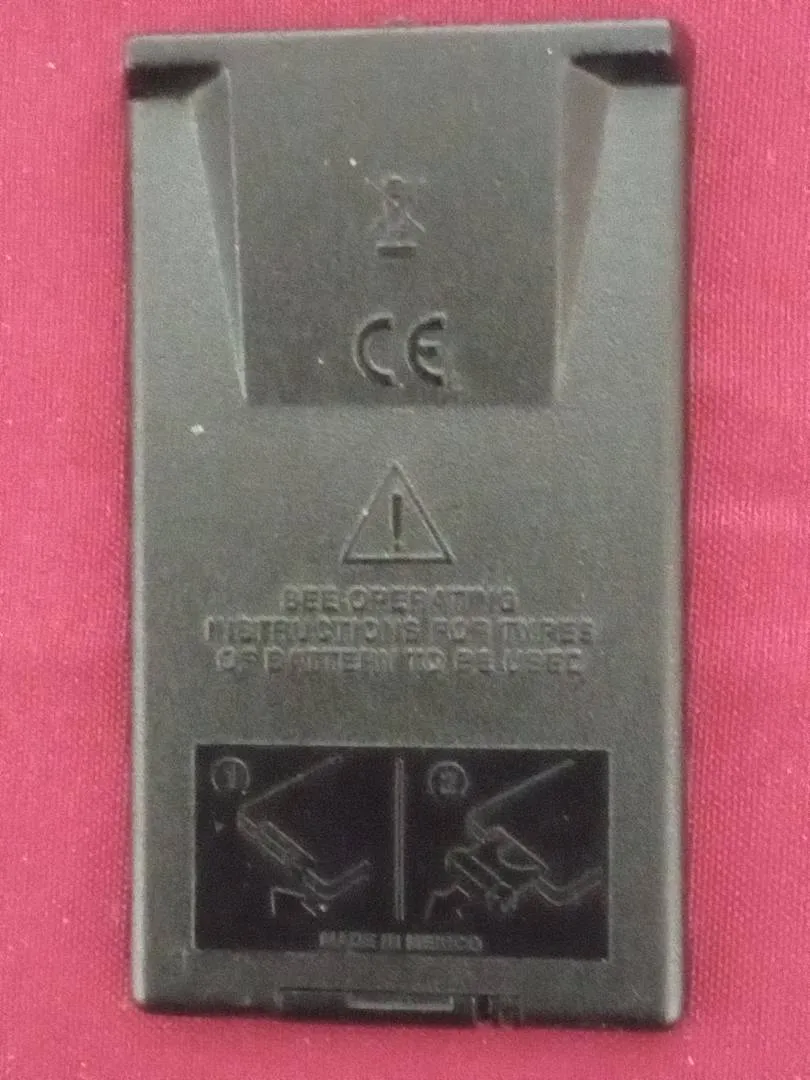 CE
!
SEE OPERATING
INSTRUCTIONS FOR TYPES
OF BATTERY TO BE USED
1
2
MADE IN MEXICO